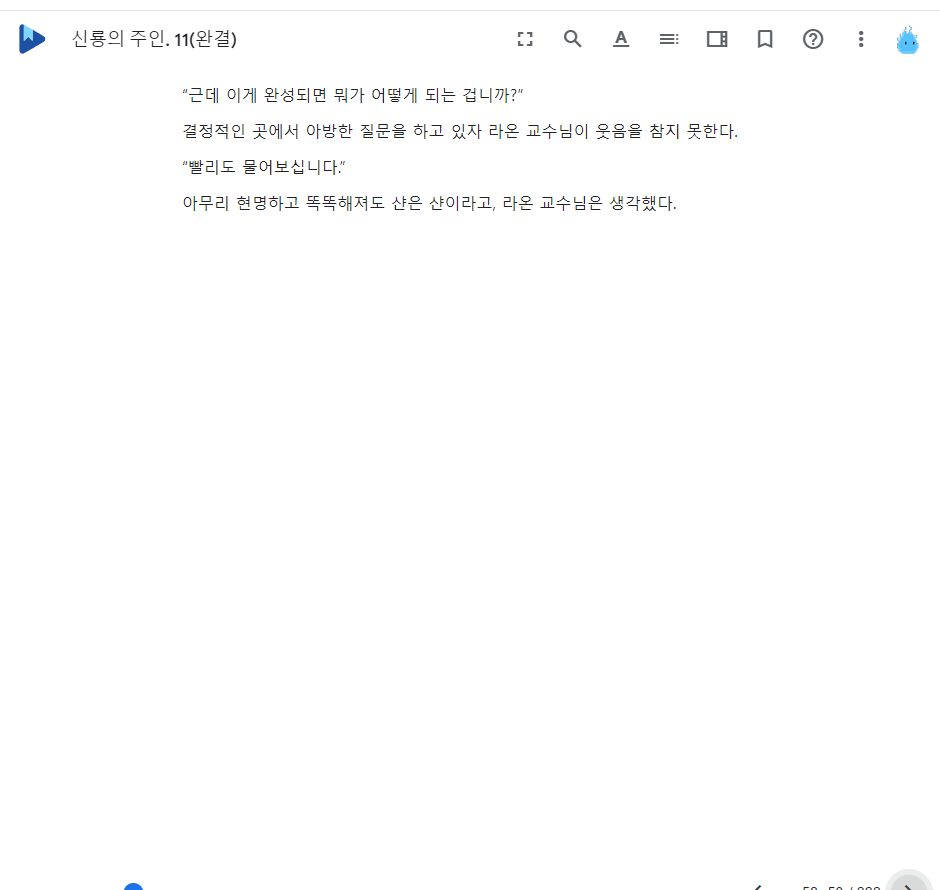 신룡의 주인. 11(완결)
“근데 이게 완성되면 뭐가 어떻게 되는 겁니까?”
결정적인 곳에서 아방한 질문을 하고 있자 라온 교수님이 웃음을 참지 못한다.
“빨리도 물어보십니다.”
아무리 현명하고 똑똑해져도 샨은 샨이라고, 라온 교수님은 생각했다.